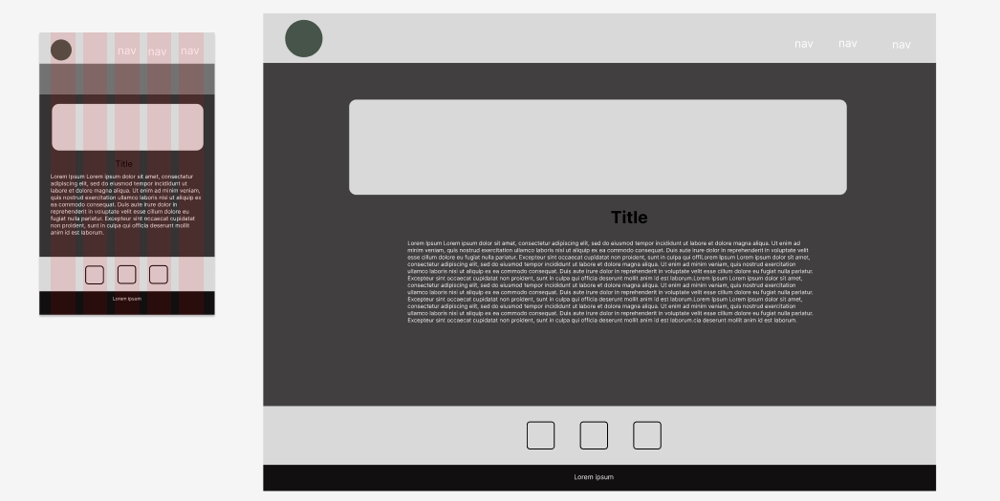 nav nav nav
Title
Lorem Ipsum Lorem ipsum dolor sit amet, consectetur
adipiscing elit, sed do eiusmod tempor incididunt ut
labore et dolore magna aliqua. Ut enim ad minim veniam,
quis nostrud exercitation ullamco laboris nisi ut aliquip ex
ea commodo consequat. Duis aute irure dolor in
reprehenderit in voluptate velit esse cillum dolore eu
fugiat nulla pariatur. Excepteur sint occaecat cupidatat
non proident, sunt in culpa qui officia deserunt mollit
anim id est laborum.
Lorem ipsum
nav nav nav
Title
Lorem Ipsum Lorem ipsum dolor sit amet, consectetur adipiscing elit, sed do eiusmod tempor incididunt ut labore et dolore magna aliqua. Ut enim ad
minim veniam, quis nostrud exercitation ullamco laboris nisi ut aliquip ex ea commodo consequat. Duis aute irure dolor in reprehenderit in voluptate velit
esse cillum dolore eu fugiat nulla pariatur. Excepteur sint occaecat cupidatat non proident, sunt in culpa qui offiLorem Ipsum Lorem ipsum dolor sit amet,
consectetur adipiscing elit, sed do eiusmod tempor incididunt ut labore et dolore magna aliqua. Ut enim ad minim veniam, quis nostrud exercitation
ullamco laboris nisi ut aliquip ex ea commodo consequat. Duis aute irure dolor in reprehenderit in voluptate velit esse cillum dolore eu fugiat nulla pariatur.
Excepteur sint occaecat cupidatat non proident, sunt in culpa qui officia deserunt mollit anim id est laborum.Lorem Ipsum Lorem ipsum dolor sit amet,
consectetur adipiscing elit, sed do eiusmod tempor incididunt ut labore et dolore magna aliqua. Ut enim ad minim veniam, quis nostrud exercitation
ullamco laboris nisi ut aliquip ex ea commodo consequat. Duis aute irure dolor in reprehenderit in voluptate velit esse cillum dolore eu fugiat nulla pariatur.
Excepteur sint occaecat cupidatat non proident, sunt in culpa qui officia deserunt mollit anim id est laborum.Lorem Ipsum Lorem ipsum dolor sit amet,
consectetur adipiscing elit, sed do eiusmod tempor incididunt ut labore et dolore magna aliqua. Ut enim ad minim veniam, quis nostrud exercitation
ullamco laboris nisi ut aliquip ex ea commodo consequat. Duis aute irure dolor in reprehenderit in voluptate velit esse cillum dolore eu fugiat nulla pariatur.
Excepteur sint occaecat cupidatat non proident, sunt in culpa qui officia deserunt mollit anim id est laborum.cia deserunt mollit anim id est laborum.
Lorem ipsum